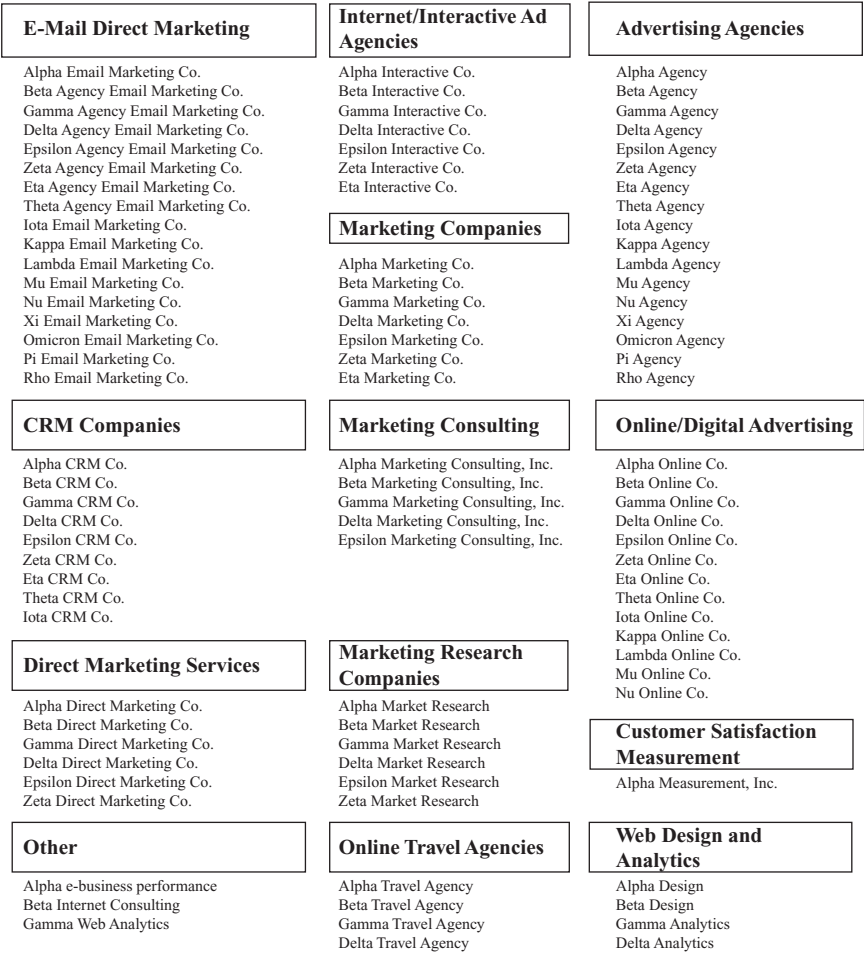 E-Mail Direct Marketing
Alpha Email Marketing Co.
Beta Agency Email Marketing Co.
Gamma Agency Email Marketing Co.
Delta Agency Email Marketing Co.
Epsilon Agency Email Marketing Co.
Zeta Agency Email Marketing Co.
Eta Agency Email Marketing Co.
Theta Agency Email Marketing Co.
Iota Email Marketing Co.
Kappa Email Marketing Co.
Lambda Email Marketing Co.
Mu Email Marketing Co.
Nu Email Marketing Co.
Xi Email Marketing Co.
Omicron Email Marketing Co.
Pi Email Marketing Co.
Rho Email Marketing Co.
Internet/Interactive Ad
Agencies
Alpha Interactive Co.
Beta Interactive Co.
Gamma Interactive Co.
Delta Interactive Co.
Epsilon Interactive Co.
Zeta Interactive Co.
Eta Interactive Co.
Marketing Companies
Alpha Marketing Co.
Beta Marketing Co.
Gamma Marketing Co.
Delta Marketing Co.
Epsilon Marketing Co.
Zeta Marketing Co.
Eta Marketing Co.
Advertising Agencies
Alpha Agency
Beta Agency
Gamma Agency
Delta Agency
Epsilon Agency
Zeta Agency
Eta Agency
Theta Agency
Iota Agency
Kappa Agency
Lambda Agency
Mu Agency
Nu Agency
Xi Agency
Omicron Agency
Pi Agency
Rho Agency
CRM Companies
Alpha CRM Co.
Beta CRM Co.
Gamma CRM Co.
Delta CRM Co.
Epsilon CRM Co.
Zeta CRM Co.
Eta CRM Co.
Theta CRM Co.
Iota CRM Co.
Marketing Consulting
Alpha Marketing Consulting, Inc.
Beta Marketing Consulting, Inc.
Gamma Marketing Consulting, Inc.
Delta Marketing Consulting, Inc.
Epsilon Marketing Consulting, Inc.
Online/Digital Advertising
Alpha Online Co.
Beta Online Co.
Gamma Online Co.
Delta Online Co.
Epsilon Online Co.
Zeta Online Co.
Eta Online Co.
Theta Online Co.
Iota Online Co.
Kappa Online Co.
Lambda Online Co.
Mu Online Co.
Nu Online Co.
Direct Marketing Services
Alpha Direct Marketing Co.
Beta Direct Marketing Co.
Gamma Direct Marketing Co.
Delta Direct Marketing Co.
Epsilon Direct Marketing Co.
Zeta Direct Marketing Co.
Marketing Research
Companies
Alpha Market Research
Beta Market Research
Gamma Market Research
Delta Market Research
Epsilon Market Research
Zeta Market Research
Customer Satisfaction
Measurement
Alpha Measurement, Inc.
Other
Alpha e-business performance
Beta Internet Consulting
Gamma Web Analytics
Online Travel Agencies
Alpha Travel Agency
Beta Travel Agency
Gamma Travel Agency
Delta Travel Agency
Web Design and
Analytics
Alpha Design
Beta Design
Gamma Analytics
Delta Analytics